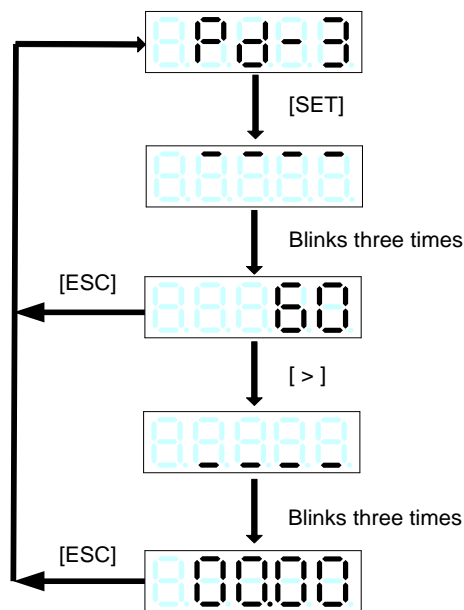 Pd-3
[SET]
- - - -
Blinks three times
[ESC]
60
[ > ]
_ _ _ _
Blinks three times
[ESC]
00.00